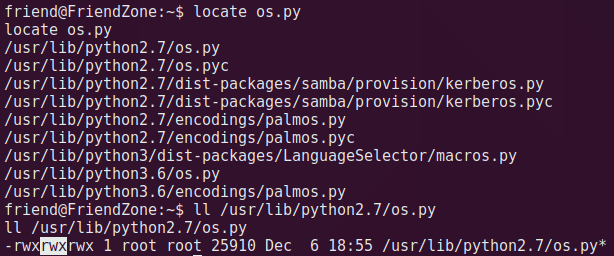 friend@FriendZone:~$ locate os.py
locate os.py
/usr/lib/python2.7/os.py
/usr/lib/python2.7/os.pyc
/usr/lib/python2.7/dist-packages/samba/provision/kerberos.py
/usr/lib/python2.7/dist-packages/samba/provision/kerberos.pyc
/usr/lib/python2.7/encodings/palmos.py
/usr/lib/python2.7/encodings/palmos.pyc
/usr/lib/python3/dist-packages/LanguageSelector/macros.py
/usr/lib/python3.6/os.py
/usr/lib/python3.6/encodings/palmos.py
friend@FriendZone:~$ ll /usr/lib/python2.7/os.py
ll /usr/lib/python2.7/os.py
-rwxrwxrwx 1 root root 25910 Dec  6 18:55 /usr/lib/python2.7/os.py*